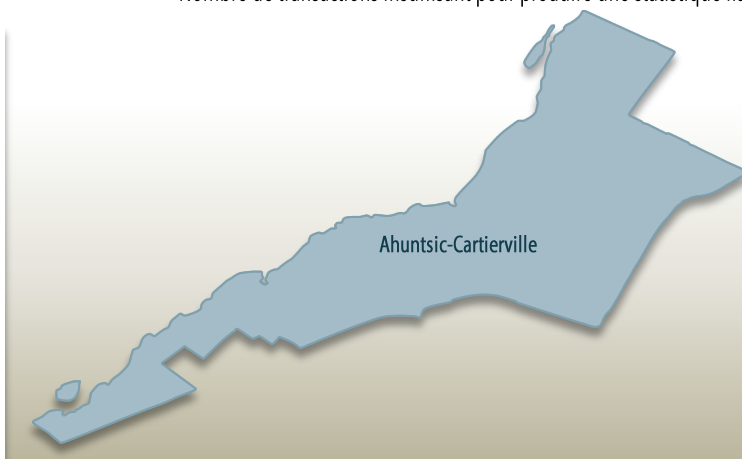 Nombre de transactions insuffisant pour produire une statistique
Ahuntsic-Cartierville